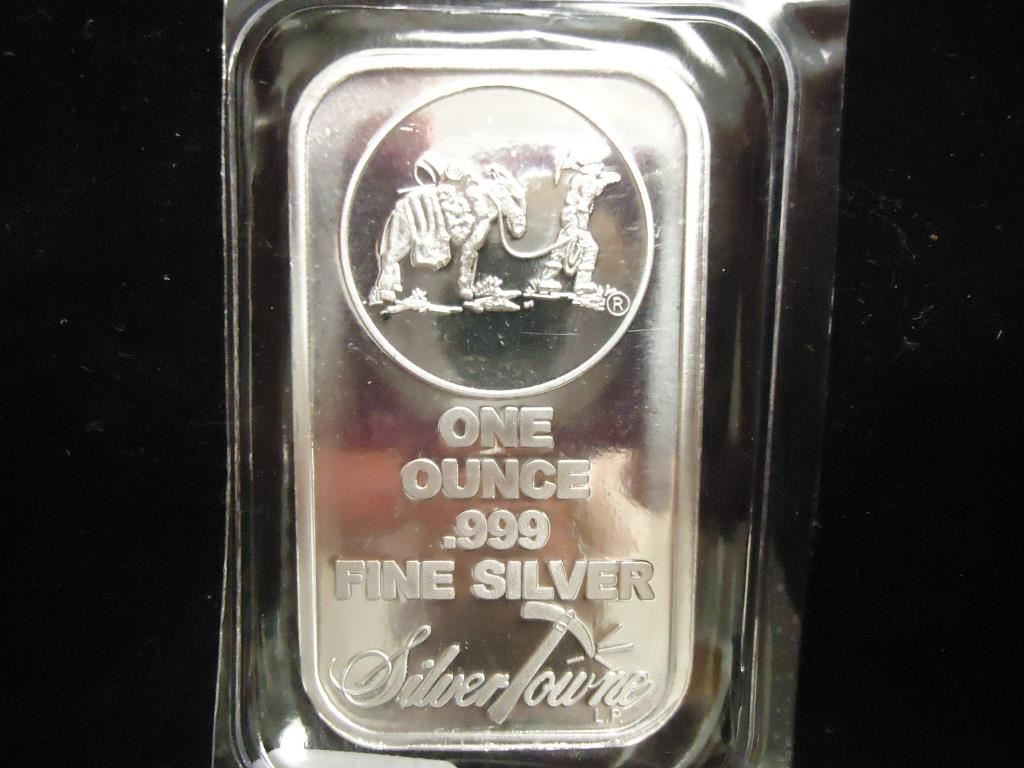 ®
ONE
OUNCE
.999
FINE SILVER
SilverTowne
L.P.